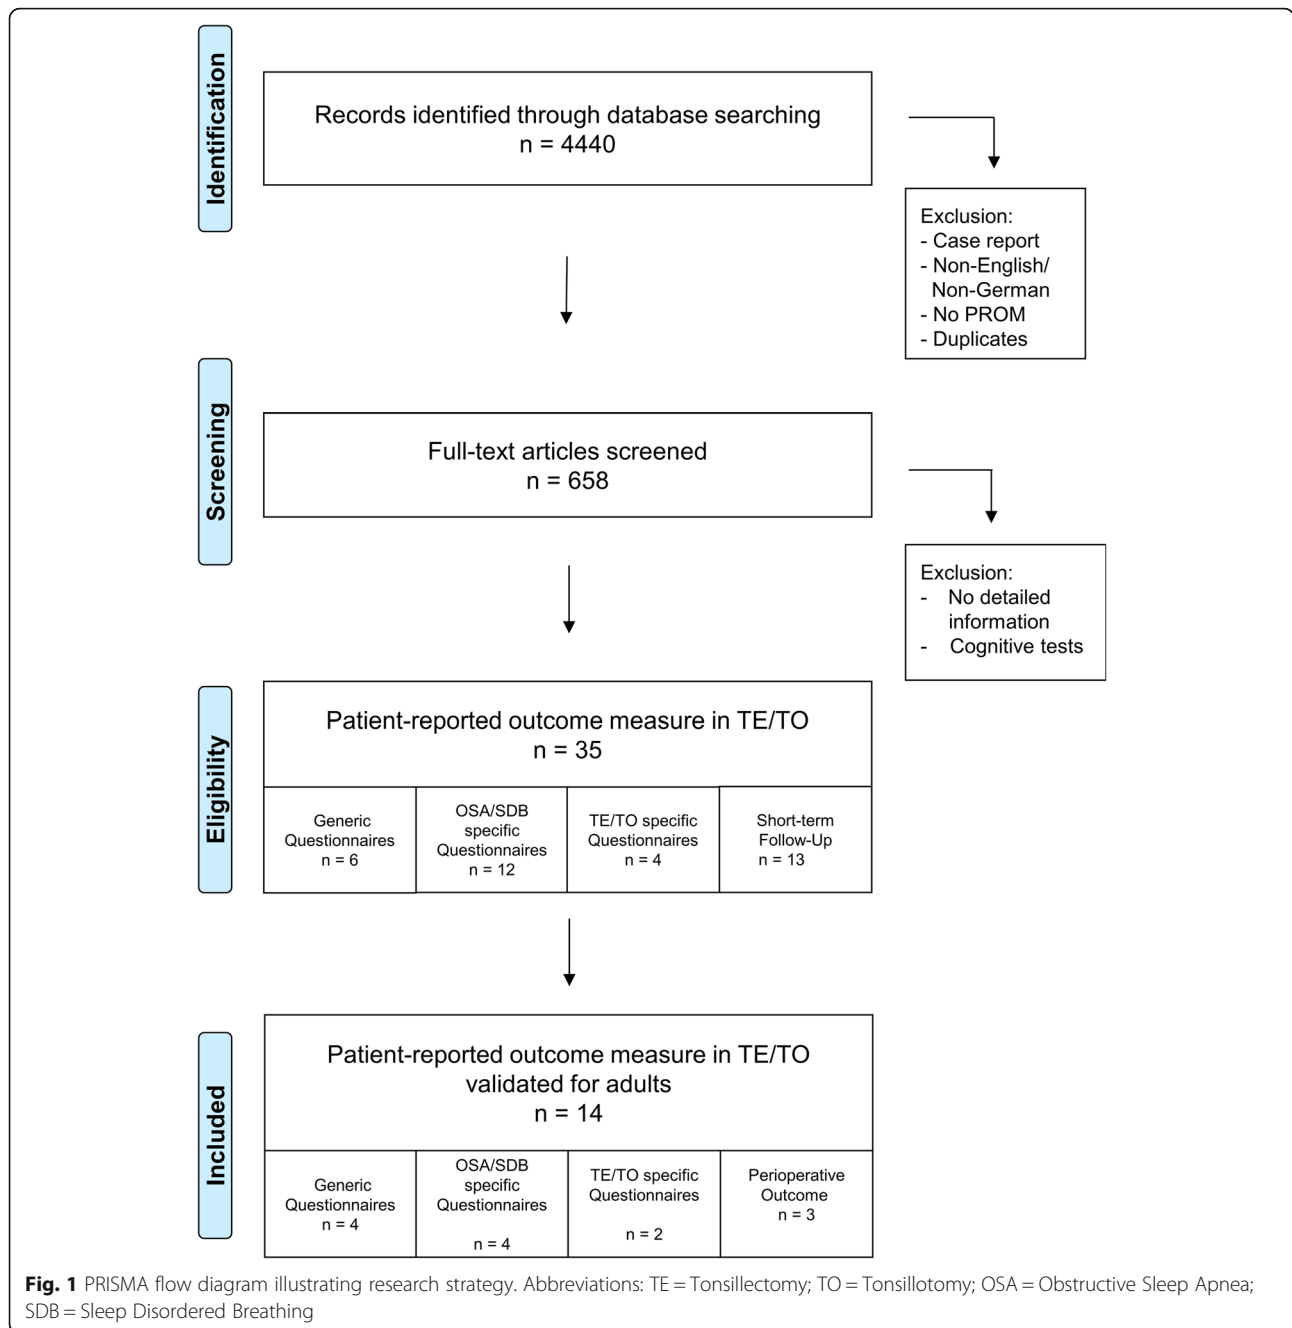 Identification
Records identified through database searching
n = 4440
Exclusion:
- Case report
- Non-English/
Non-German
- No PROM
- Duplicates
Screening
Full-text articles screened
n = 658
Exclusion:
- No detailed
information
- Cognitive tests
Eligibility
Patient-reported outcome measure in TE/TO
n = 35
Generic
Questionnaires
n = 6
OSA/SDB
specific
Questionnaires
n = 12
TE/TO specific
Questionnaires
n = 4
Short-term
Follow-Up
n = 13
Included
Patient-reported outcome measure in TE/TO
validated for adults
n = 14
Generic
Questionnaires
n = 4
OSA/SDB
specific
Questionnaires
n = 4
TE/TO specific
Questionnaires
n = 2
Perioperative
Outcome
n = 3
Fig. 1 PRISMA flow diagram illustrating research strategy. Abbreviations: TE = Tonsillectomy; TO = Tonsillotomy; OSA = Obstructive Sleep Apnea;
SDB = Sleep Disordered Breathing